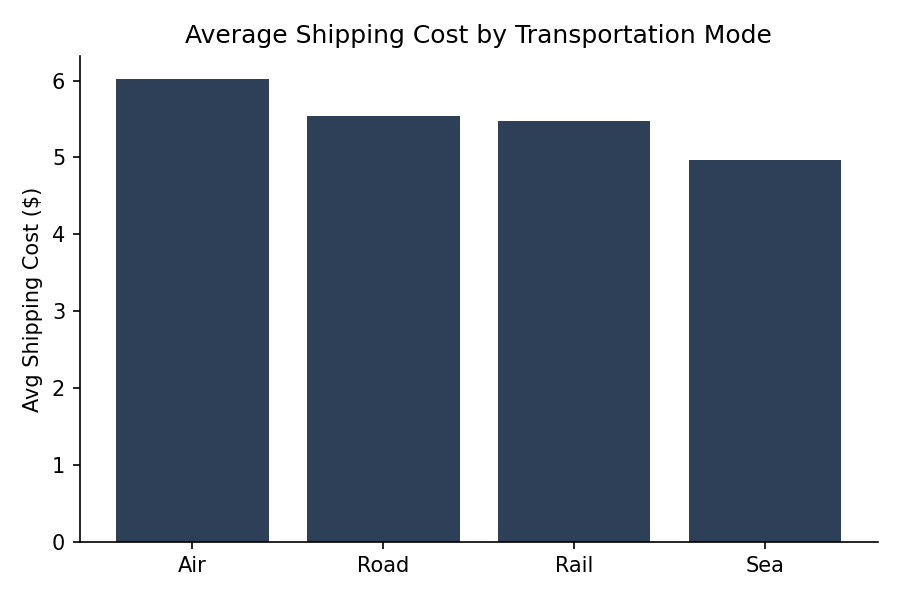 Average Shipping Cost by Transportation Mode
Avg Shipping Cost ($)
6
5
4
3
2
1
0
Air
Road
Rail
Sea